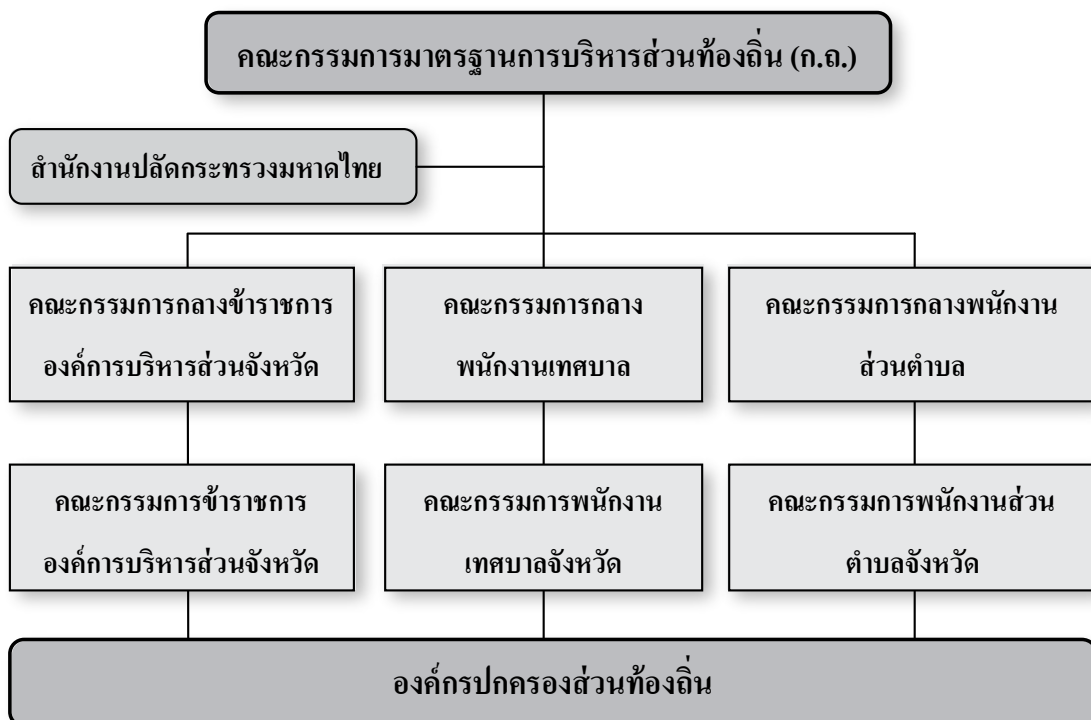 คณะกรรมการมาตรฐานการบริหารส่วนท้องถิ่น (ก.ถ.)
สำนักงานปลัดกระทรวงมหาดไทย
คณะกรรมการกลางข้าราชการ
องค์การบริหารส่วนจังหวัด
คณะกรรมการกลาง
พนักงานเทศบาล
คณะกรรมการกลางพนักงาน
ส่วนตำบล
คณะกรรมการข้าราชการ
องค์การบริหารส่วนจังหวัด
คณะกรรมการพนักงาน
เทศบาลจังหวัด
คณะกรรมการพนักงานส่วน
ตำบลจังหวัด
องค์กรปกครองส่วนท้องถิ่น